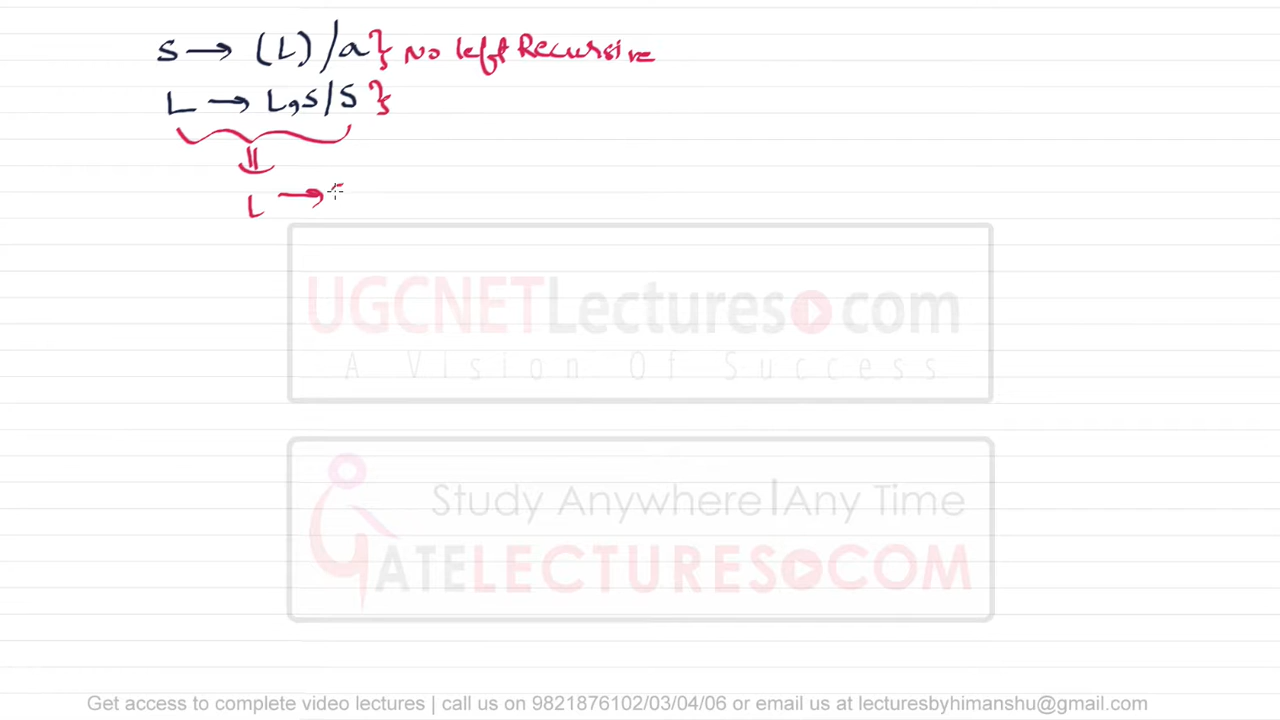 S → (L) / a } No left Recursive
L → L,S / S }
L →
UGCNETLectures.com
A Vision Of Success
Study Anywhere | Any Time
GATELECTURES.COM
Get access to complete video lectures | call us on 9821876102/03/04/06 or email us at lecturesbyhimanshu@gmail.com